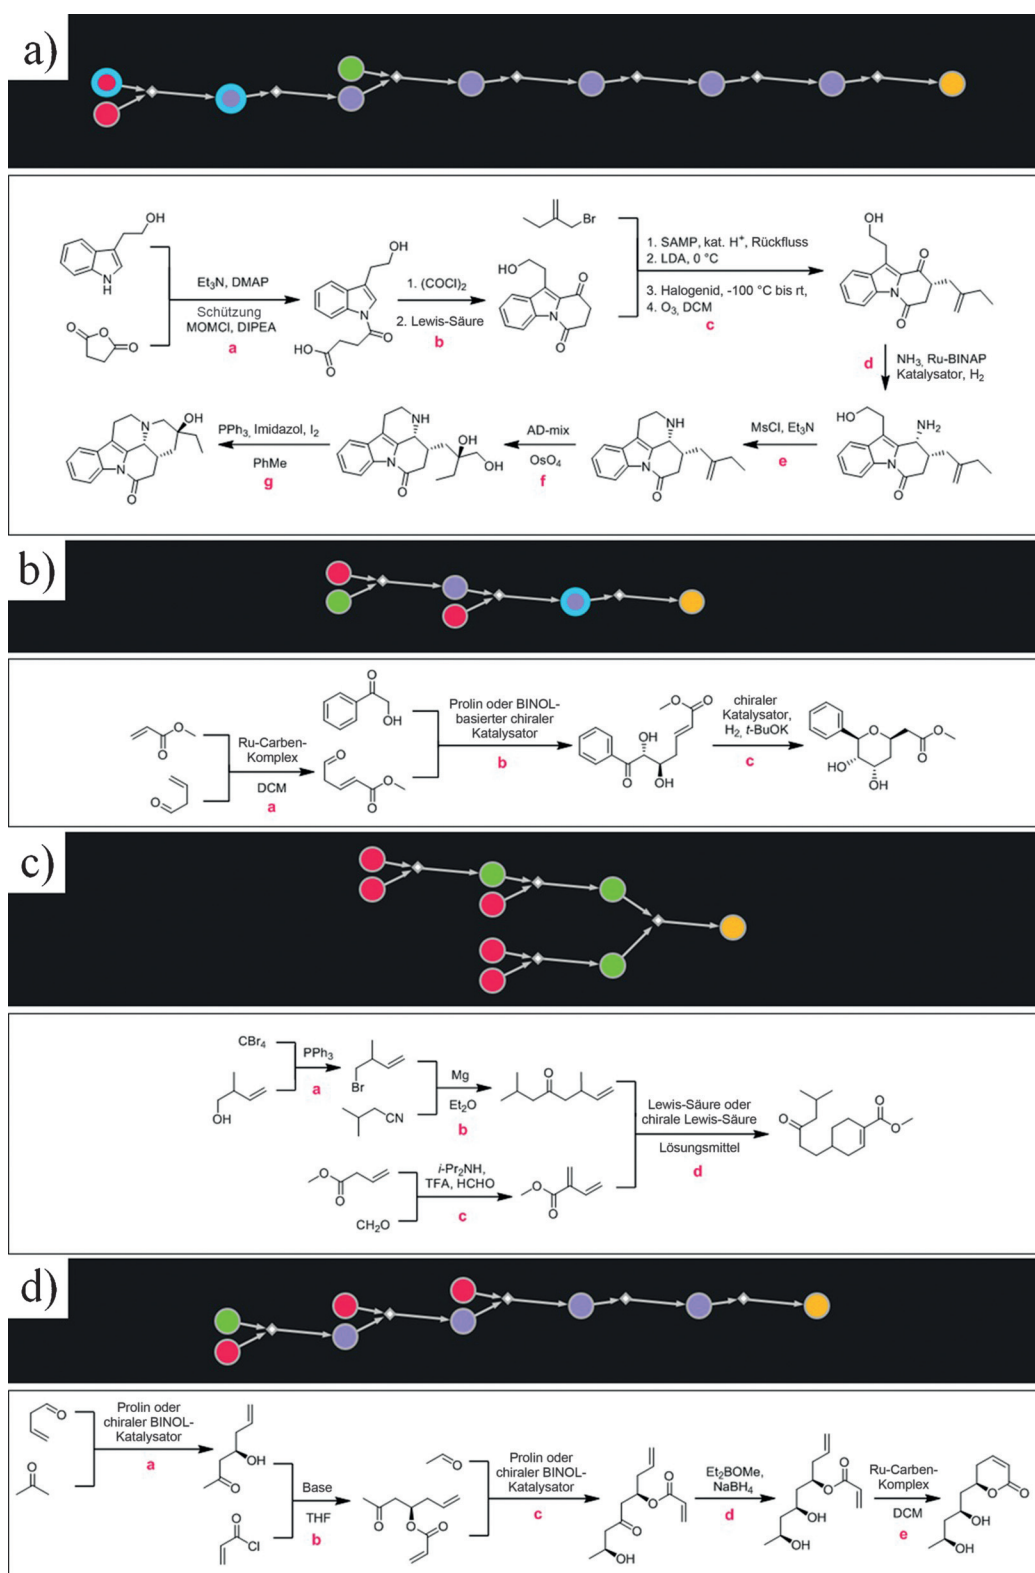 a)
OH
N
H
O
O
O
Et3N, DMAP
Schützung
MOMCl, DIPEA
a
OH
N
O
HO
O
1. (COCl)2
2. Lewis-Säure
b
HO
O
N
O
Br
1. SAMP, kat. H+, Rückfluss
2. LDA, 0 °C
3. Halogenid, -100 °C bis rt,
4. O3, DCM
c
HO
O
N
O
d
NH3, Ru-BINAP
Katalysator, H2
HO
NH2
N
O
MsCl, Et3N
e
NH
N
O
AD-mix
OsO4
f
NH
OH
N
OH
Et
O
PPh3, Imidazol, I2
PhMe
g
N
OH
N
O
b)
O
O
O
Ru-Carben-
Komplex
DCM
a
O
OH
O
O
O
Prolin oder BINOL-
basierter chiraler
Katalysator
b
O
O
OH
O
OH
chiraler
Katalysator,
H2, t-BuOK
c
O
O
O
HO
OH
c)
CBr4
OH
PPh3
a
Br
CN
Mg
Et2O
b
O
O
O
CH2O
i-Pr2NH,
TFA, HCHO
c
O
O
Lewis-Säure oder
chirale Lewis-Säure
Lösungsmittel
d
O
O
O
d)
O
O
Prolin oder
chiraler BINOL-
Katalysator
a
OH
O
O
Cl
Base
THF
b
O
O
O
O
Prolin oder
chiraler BINOL-
Katalysator
c
O
O
O
OH
Et2BOMe,
NaBH4
d
O
O
OH
OH
Ru-Carben-
Komplex
DCM
e
O
O
OH
OH